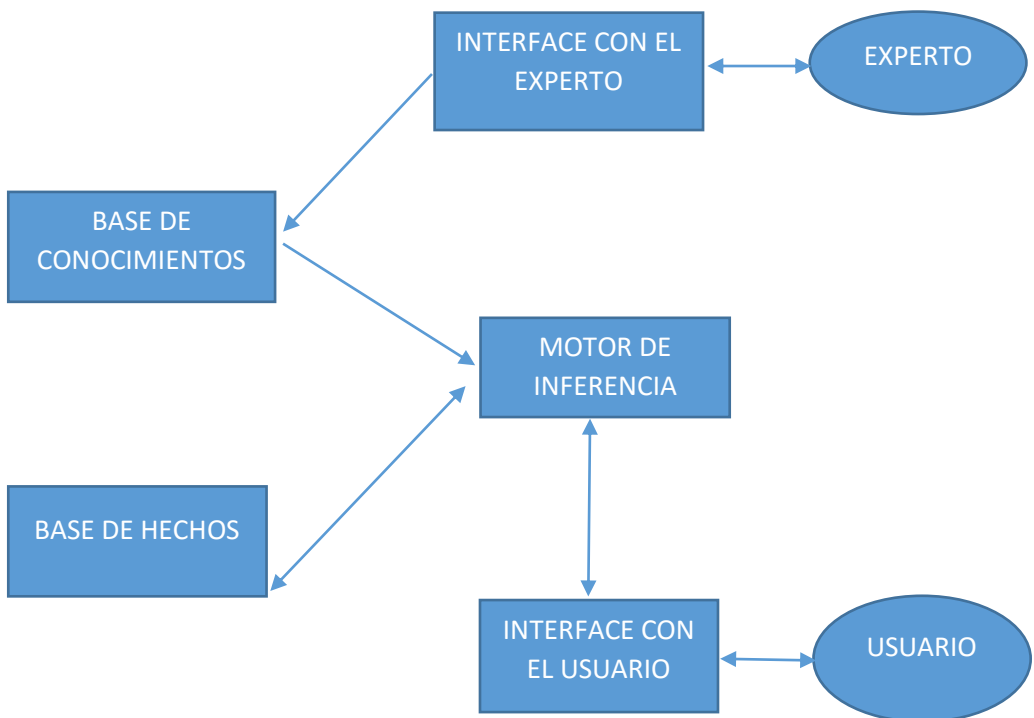 INTERFACE CON EL
EXPERTO
EXPERTO
BASE DE
CONOCIMIENTOS
MOTOR DE
INFERENCIA
BASE DE HECHOS
INTERFACE CON
EL USUARIO
USUARIO